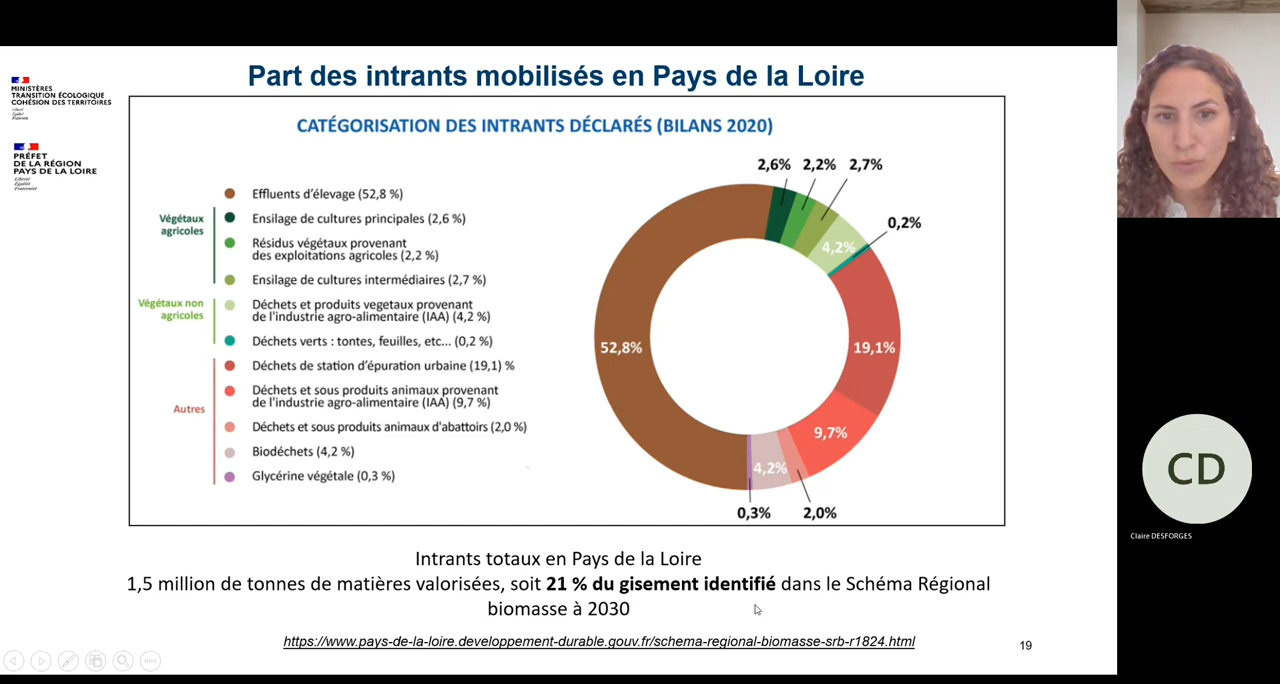 Part des intrants mobilisés en Pays de la Loire
MINISTÈRES
TRANSITION ÉCOLOGIQUE
COHÉSION DES TERRITOIRES
Liberté
Égalité
Fraternité
PRÉFET
DE LA RÉGION
PAYS DE LA LOIRE
Liberté
Égalité
Fraternité
CATÉGORISATION DES INTRANTS DÉCLARÉS (BILANS 2020)
Effluents d'élevage (52,8 %)
Végétaux
agricoles
Ensilage de cultures principales (2,6 %)
Résidus végétaux provenant
des exploitations agricoles (2,2 %)
Ensilage de cultures intermédiaires (2,7 %)
Végétaux non
agricoles
Déchets et produits vegetaux provenant
de l'industrie agro-alimentaire (IAA) (4,2 %)
Déchets verts : tontes, feuilles, etc... (0,2 %)
Autres
Déchets de station d'épuration urbaine (19,1) %
Déchets et sous produits animaux provenant
de l'industrie agro-alimentaire (IAA) (9,7 %)
Déchets et sous produits animaux d'abattoirs (2,0 %)
Biodéchets (4,2 %)
Glycérine végétale (0,3 %)
2,6%
2,2%
2,7%
4,2%
0,2%
52,8%
19,1%
9,7%
4,2%
0,3%
2,0%
Intrants totaux en Pays de la Loire
1,5 million de tonnes de matières valorisées, soit 21 % du gisement identifié dans le Schéma Régional
biomasse à 2030
https://www.pays-de-la-loire.developpement-durable.gouv.fr/schema-regional-biomasse-srb-r1824.html
19
CD
Claire DESFORGES